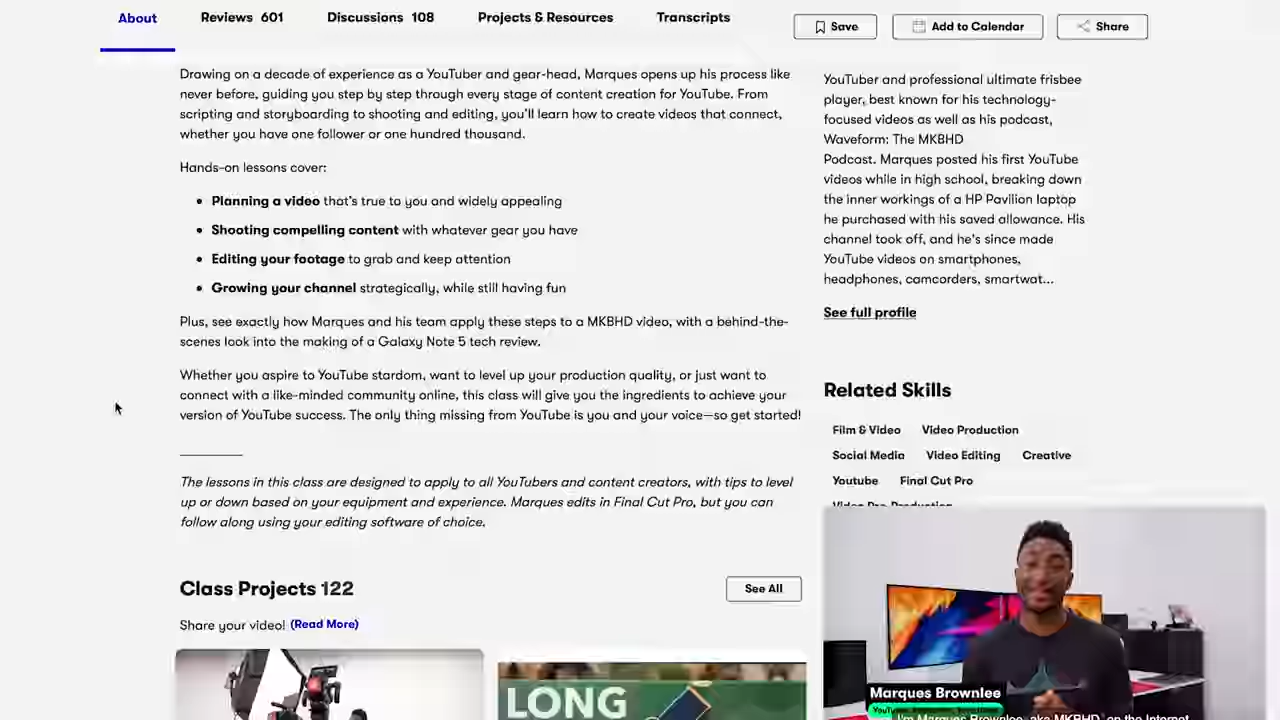 About
Reviews 601
Discussions 108
Projects & Resources
Transcripts
Save
Add to Calendar
Share
Drawing on a decade of experience as a YouTuber and gear-head, Marques opens up his process like
never before, guiding you step by step through every stage of content creation for YouTube. From
scripting and storyboarding to shooting and editing, you'll learn how to create videos that connect,
whether you have one follower or one hundred thousand.
Hands-on lessons cover:
• Planning a video that's true to you and widely appealing
• Shooting compelling content with whatever gear you have
• Editing your footage to grab and keep attention
• Growing your channel strategically, while still having fun
Plus, see exactly how Marques and his team apply these steps to a MKBHD video, with a behind-the-
scenes look into the making of a Galaxy Note 5 tech review.
Whether you aspire to YouTube stardom, want to level up your production quality, or just want to
connect with a like-minded community online, this class will give you the ingredients to achieve your
version of YouTube success. The only thing missing from YouTube is you and your voice—so get started!
The lessons in this class are designed to apply to all YouTubers and content creators, with tips to level
up or down based on your equipment and experience. Marques edits in Final Cut Pro, but you can
follow along using your editing software of choice.
Class Projects 122
See All
Share your video! (Read More)
LONG
YouTuber and professional ultimate frisbee
player, best known for his technology-
focused videos as well as his podcast,
Waveform: The MKBHD
Podcast. Marques posted his first YouTube
videos while in high school, breaking down
the inner workings of a HP Pavilion laptop
he purchased with his saved allowance. His
channel took off, and he's since made
YouTube videos on smartphones,
headphones, camcorders, smartwat...
See full profile
Related Skills
Film & Video Video Production
Social Media Video Editing Creative
Youtube Final Cut Pro
Video Pre-Production
Marques Brownlee
I'm Marques Brownlee, aka MKBHD, on the Internet